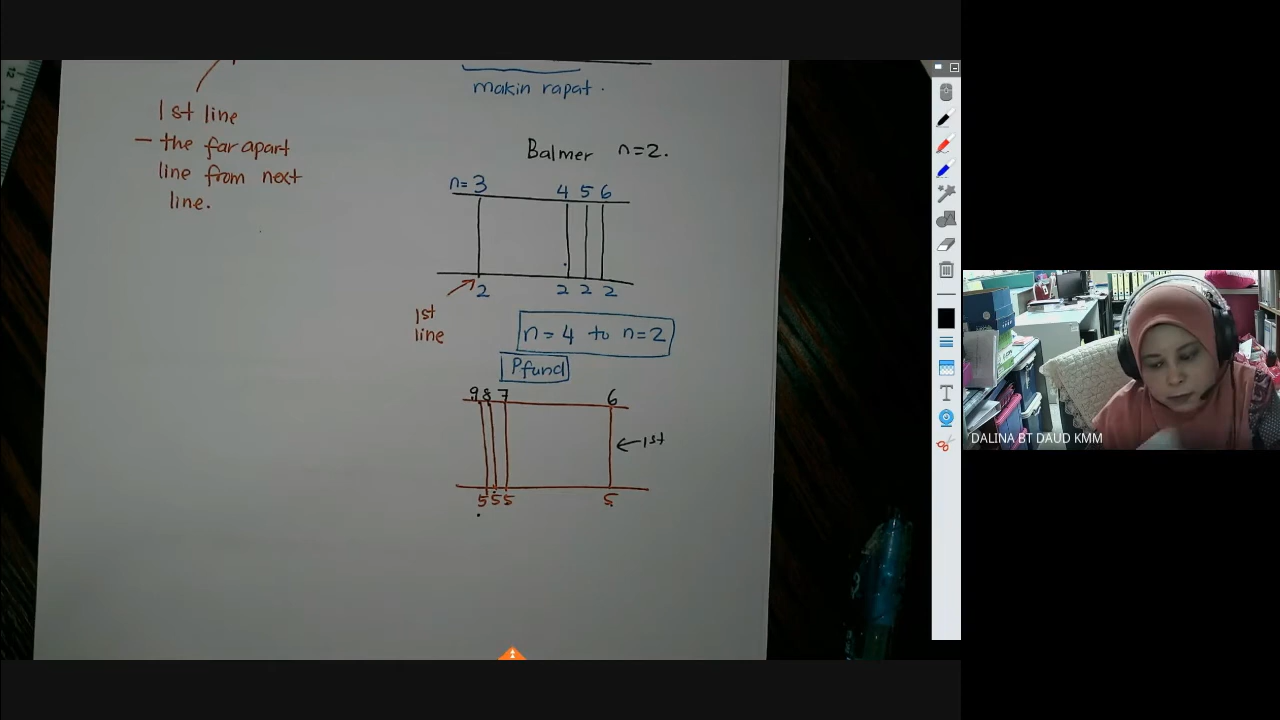 makin rapat.
1st line
— the far apart
line from next
line.
Balmer n=2.
n= 3 4 5 6
2 2 2 2
1st
line
n = 4 to n=2
Pfund
9 8 7 6
← 1st
5 5 5 5
T
DALINA BT DAUD KMM